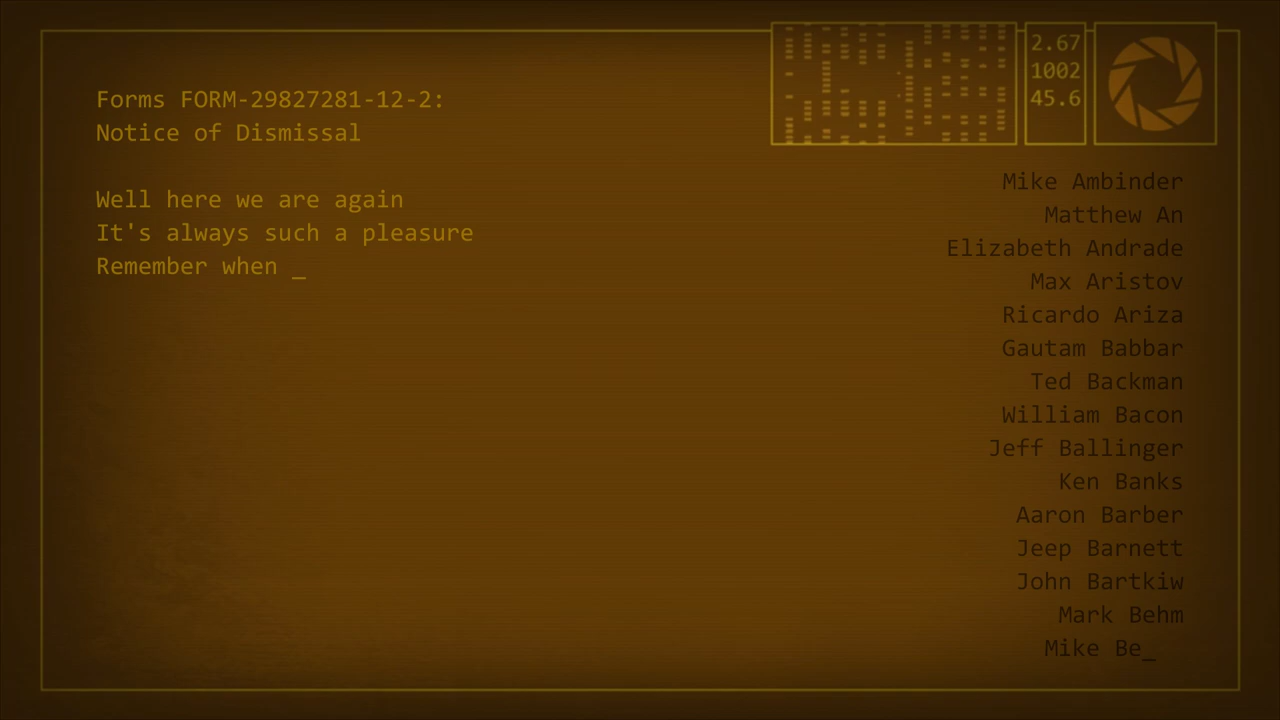 Forms FORM-29827281-12-2:
Notice of Dismissal
Well here we are again
It's always such a pleasure
Remember when _
2.67
1002
45.6
Mike Ambinder
Matthew An
Elizabeth Andrade
Max Aristov
Ricardo Ariza
Gautam Babbar
Ted Backman
William Bacon
Jeff Ballinger
Ken Banks
Aaron Barber
Jeep Barnett
John Bartkiw
Mark Behm
Mike Be_